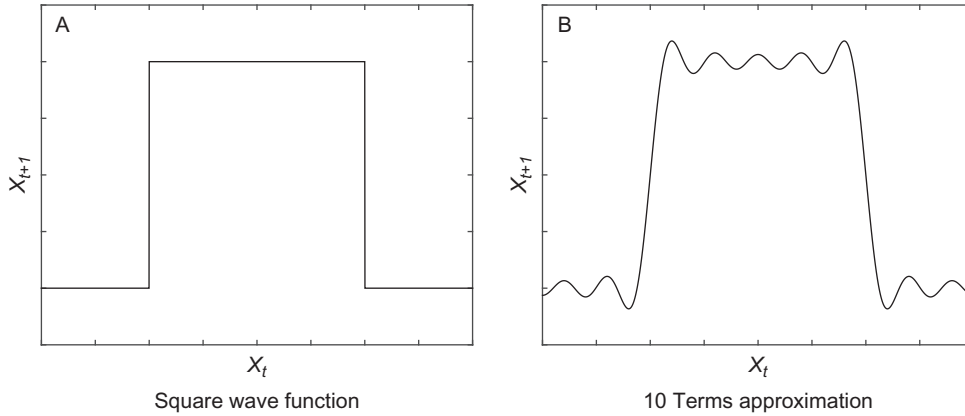 A
X_{t+1}
X_t
Square wave function
B
X_{t+1}
X_t
10 Terms approximation